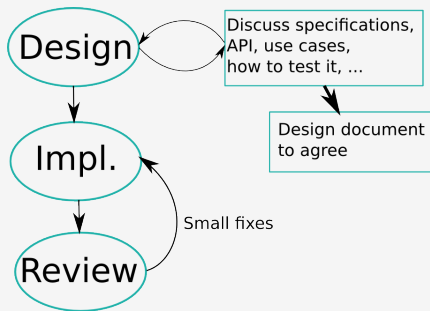 Design
Discuss specifications,
API, use cases,
how to test it, ...
Design document
to agree
Impl.
Small fixes
Review